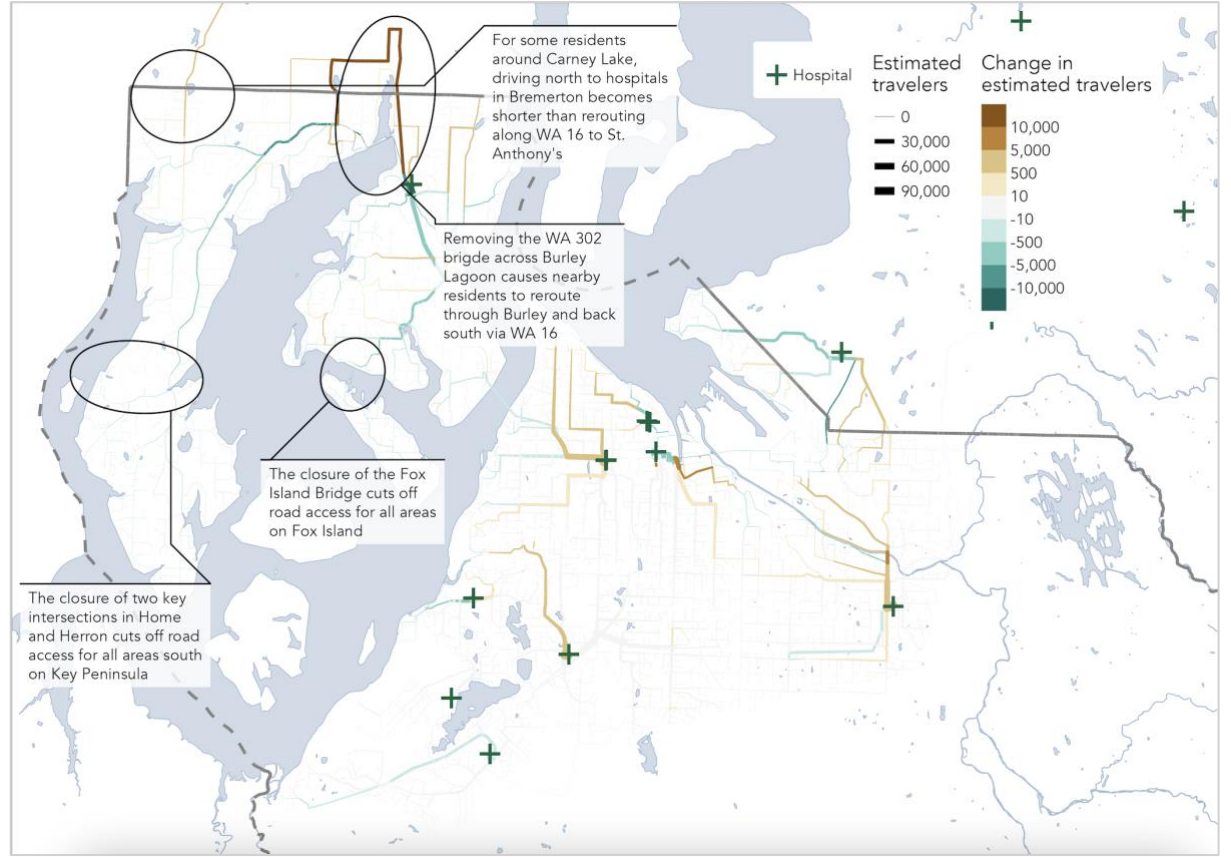 For some residents
around Carney Lake,
driving north to hospitals
in Bremerton becomes
shorter than rerouting
along WA 16 to St.
Anthony's
Hospital
Estimated
travelers
0
30,000
60,000
90,000
Change in
estimated travelers
10,000
5,000
500
10
-10
-500
-5,000
-10,000
Removing the WA 302
brigde across Burley
Lagoon causes nearby
residents to reroute
through Burley and back
south via WA 16
The closure of the Fox
Island Bridge cuts off
road access for all areas
on Fox Island
The closure of two key
intersections in Home
and Herron cuts off road
access for all areas south
on Key Peninsula